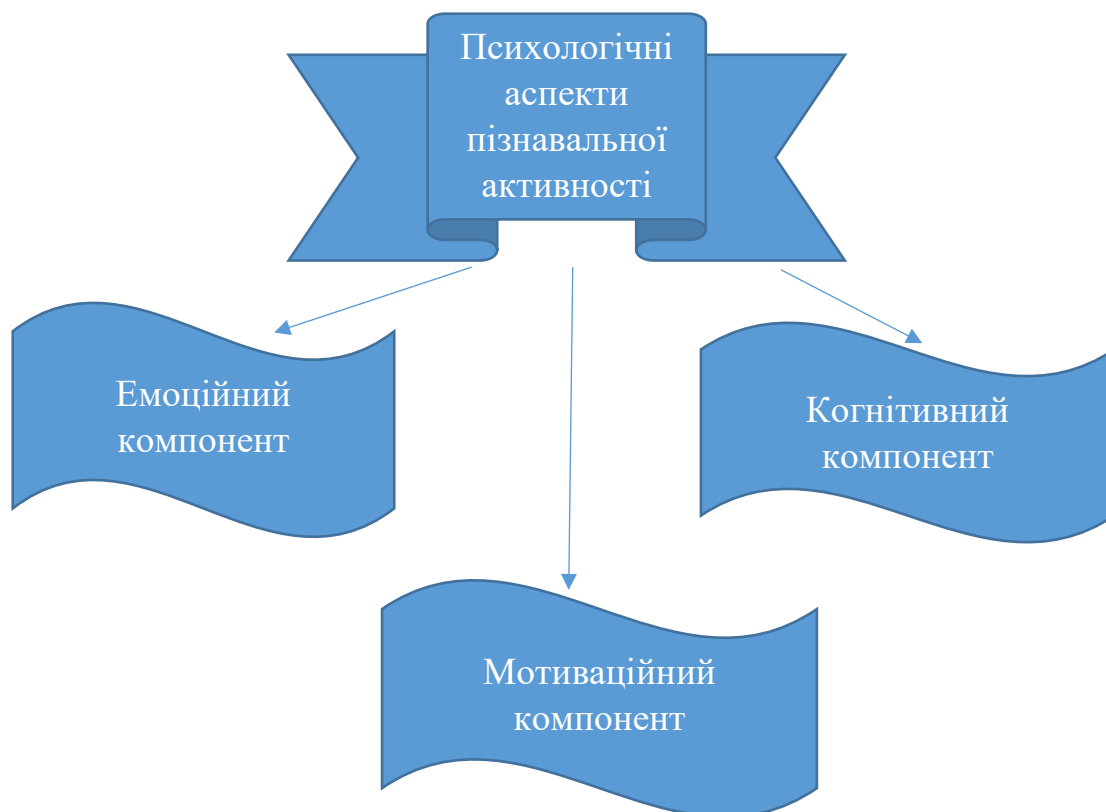 Психологічні
аспекти
пізнавальної
активності
Емоційний
компонент
Когнітивний
компонент
Мотиваційний
компонент